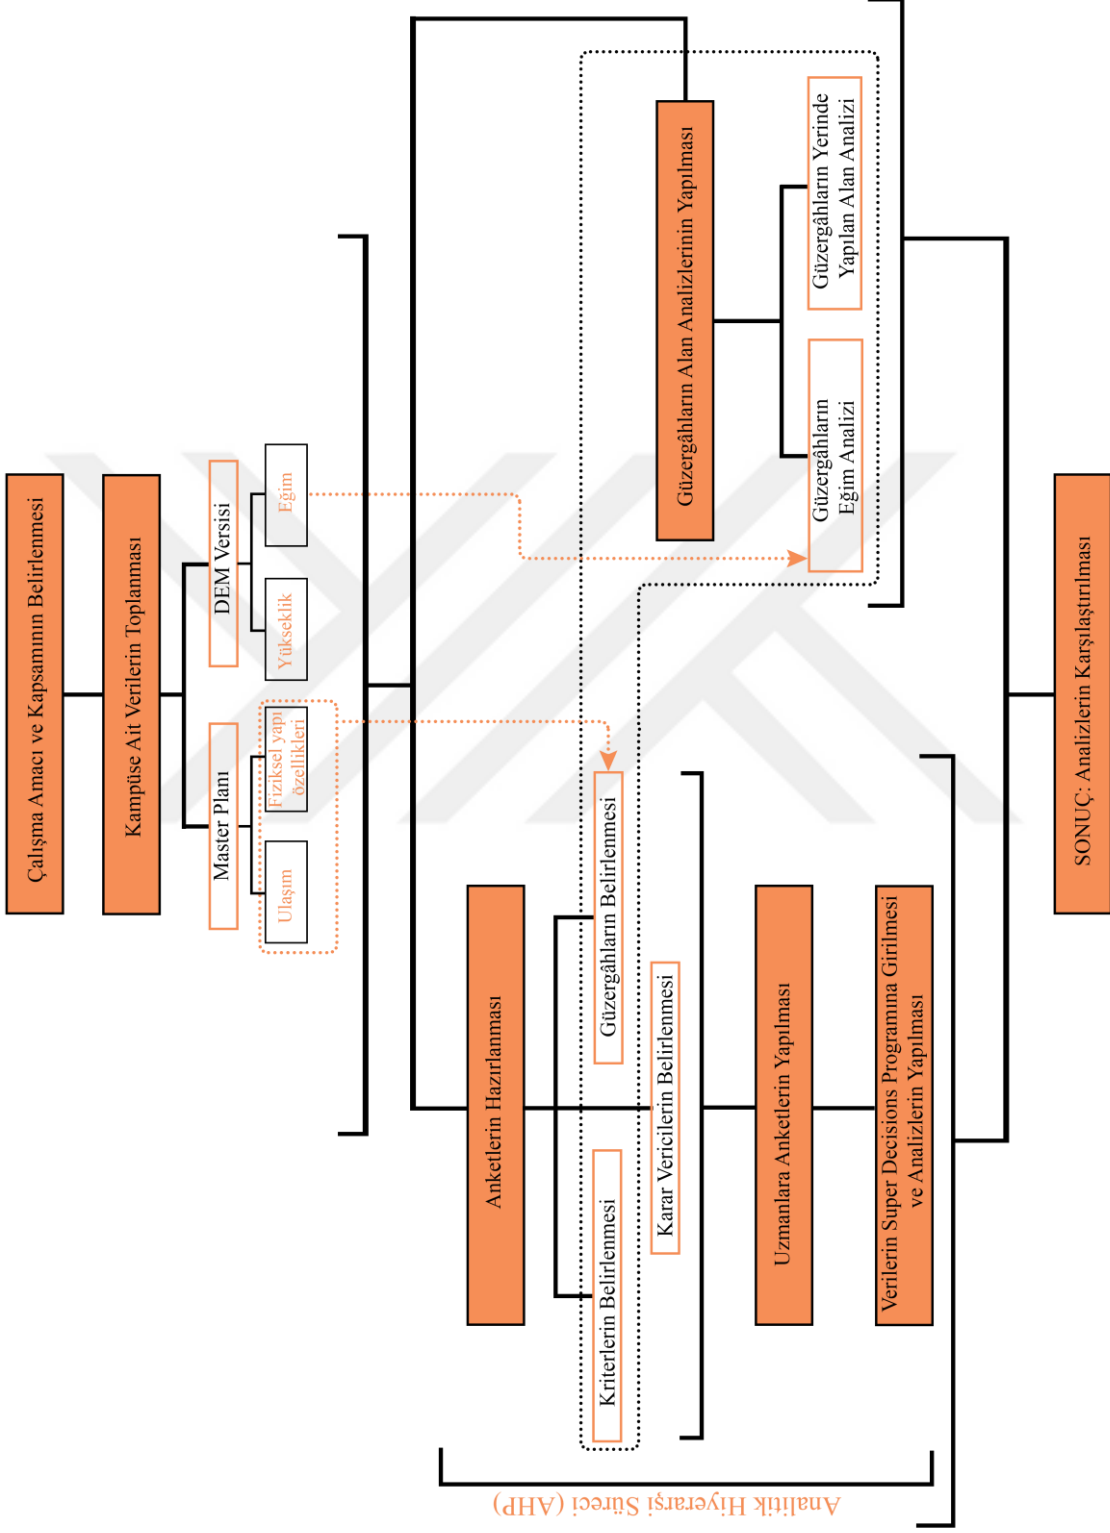 Çalışma Amacı ve Kapsamının Belirlenmesi
Kampüse Ait Verilerin Toplanması
Master Planı
DEM Versisi
Ulaşım
Fiziksel yapı
özellikleri
Yükseklik
Eğim
Anketlerin Hazırlanması
Kriterlerin Belirlenmesi
Güzergâhların Belirlenmesi
Karar Vericilerin Belirlenmesi
Uzmanlara Anketlerin Yapılması
Verilerin Super Decisions Programına Girilmesi
ve Analizlerin Yapılması
Analitik Hiyerarşi Süreci (AHP)
Güzergâhların Alan Analizlerinin Yapılması
Güzergâhların
Eğim Analizi
Güzergâhların Yerinde
Yapılan Alan Analizi
SONUÇ: Analizlerin Karşılaştırılması